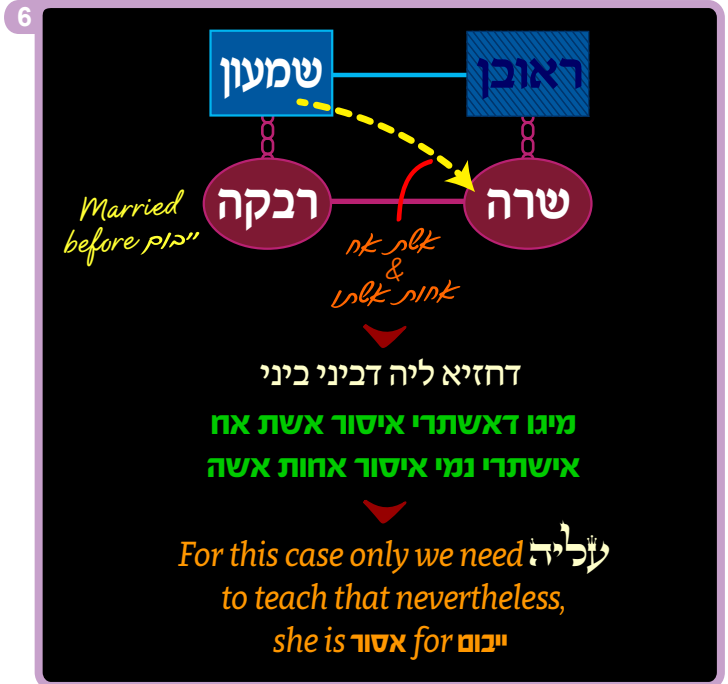 6
שמעון
ראובן
רבקה
שרה
Married
before ייבום
אשת אח
&
אחות אשתו
דחזיא ליה דביני ביני
מיגו דאשתרי איסור אשת אח
אישתרי נמי איסור אחות אשה
For this case only we need עליה
to teach that nevertheless,
she is אסור for ייבום